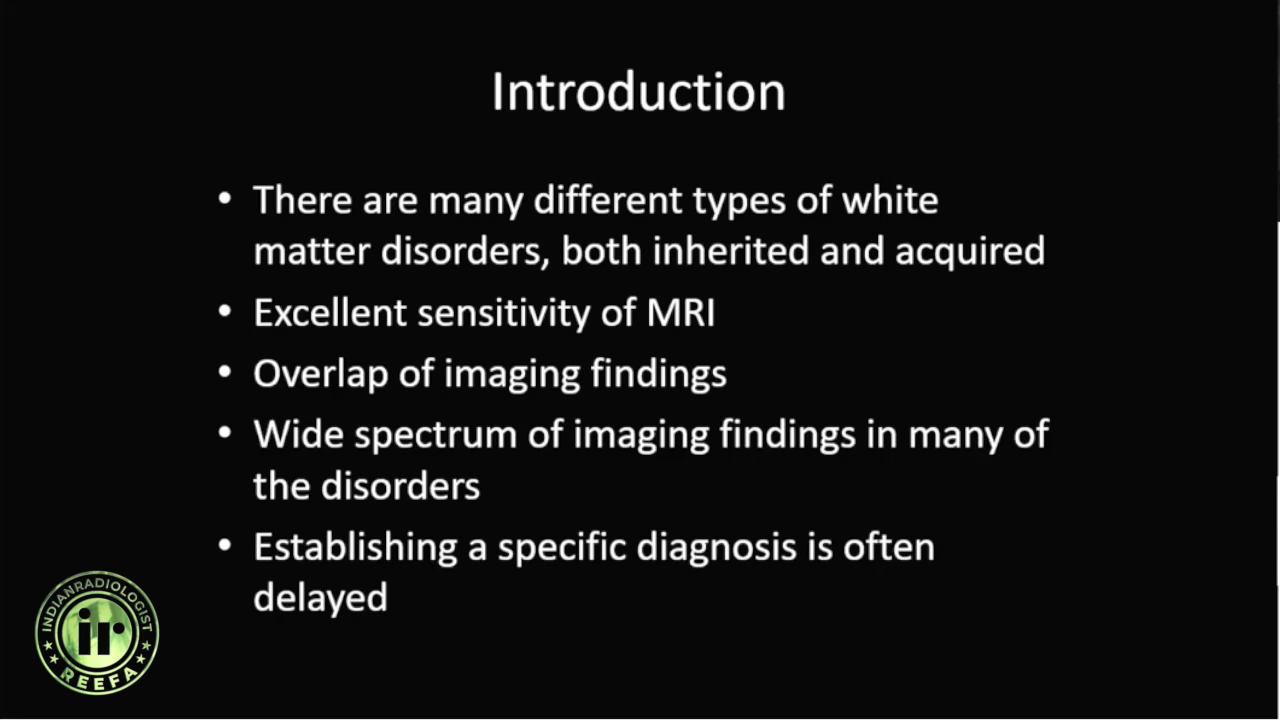 Introduction
• There are many different types of white
matter disorders, both inherited and acquired
• Excellent sensitivity of MRI
• Overlap of imaging findings
• Wide spectrum of imaging findings in many of
the disorders
• Establishing a specific diagnosis is often
delayed
INDIANRADIOLOGIST
ir
REEFA